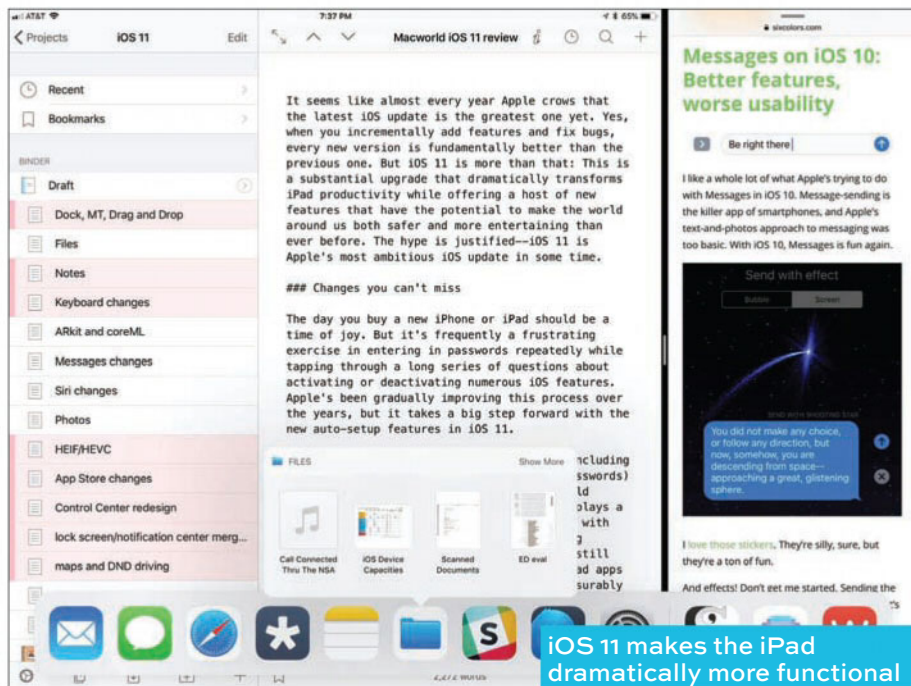 AT&T
7:37 PM
65%
Projects
iOS 11
Edit
Recent
Bookmarks
BINDER
Draft
Dock, MT, Drag and Drop
Files
Notes
Keyboard changes
ARkit and coreML
Messages changes
Siri changes
Photos
HEIF/HEVC
App Store changes
Control Center redesign
lock screen/notification center merg...
maps and DND driving
Macworld iOS 11 review
It seems like almost every year Apple crows that
the latest iOS update is the greatest one yet. Yes,
when you incrementally add features and fix bugs,
every new version is fundamentally better than the
previous one. But iOS 11 is more than that: This is
a substantial upgrade that dramatically transforms
iPad productivity while offering a host of new
features that have the potential to make the world
around us both safer and more entertaining than
ever before. The hype is justified--iOS 11 is
Apple's most ambitious iOS update in some time.
### Changes you can't miss
The day you buy a new iPhone or iPad should be a
time of joy. But it's frequently a frustrating
exercise in entering in passwords repeatedly while
tapping through a long series of questions about
activating or deactivating numerous iOS features.
Apple's been gradually improving this process over
the years, but it takes a big step forward with the
new auto-setup features in iOS 11.
FILES
Show More
Call Connected
Thru The NSA
iOS Device
Capacities
Scanned
Documents
ED eval
with
still
apps
2,272 words
sixcolors.com
Messages on iOS 10:
Better features,
worse usability
Be right there
I like a whole lot of what Apple's trying to do
with Messages in iOS 10. Message-sending is
the killer app of smartphones, and Apple's
text-and-photos approach to messaging was
too basic. With iOS 10, Messages is fun again.
Send with effect
Bubble
Screen
SEND WITH SHOOTING STAR
You did not make any choice,
or follow any direction, but
now, somehow, you are
descending from space--
approaching a great, glistening
sphere.
I love those stickers. They're silly, sure, but
they're a ton of fun.
And effects! Don't get me started. Sending the
S
iOS 11 makes the iPad
dramatically more functional